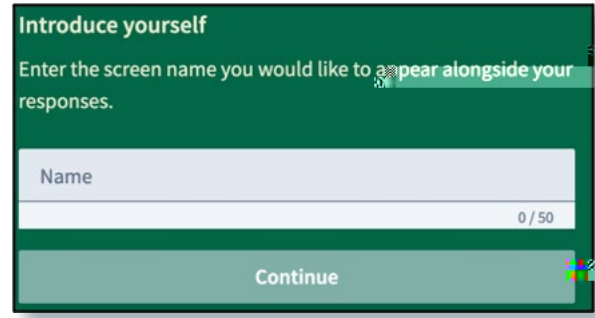 Introduce yourself
Enter the screen name you would like to appear alongside your
responses.
Name
0 / 50
Continue